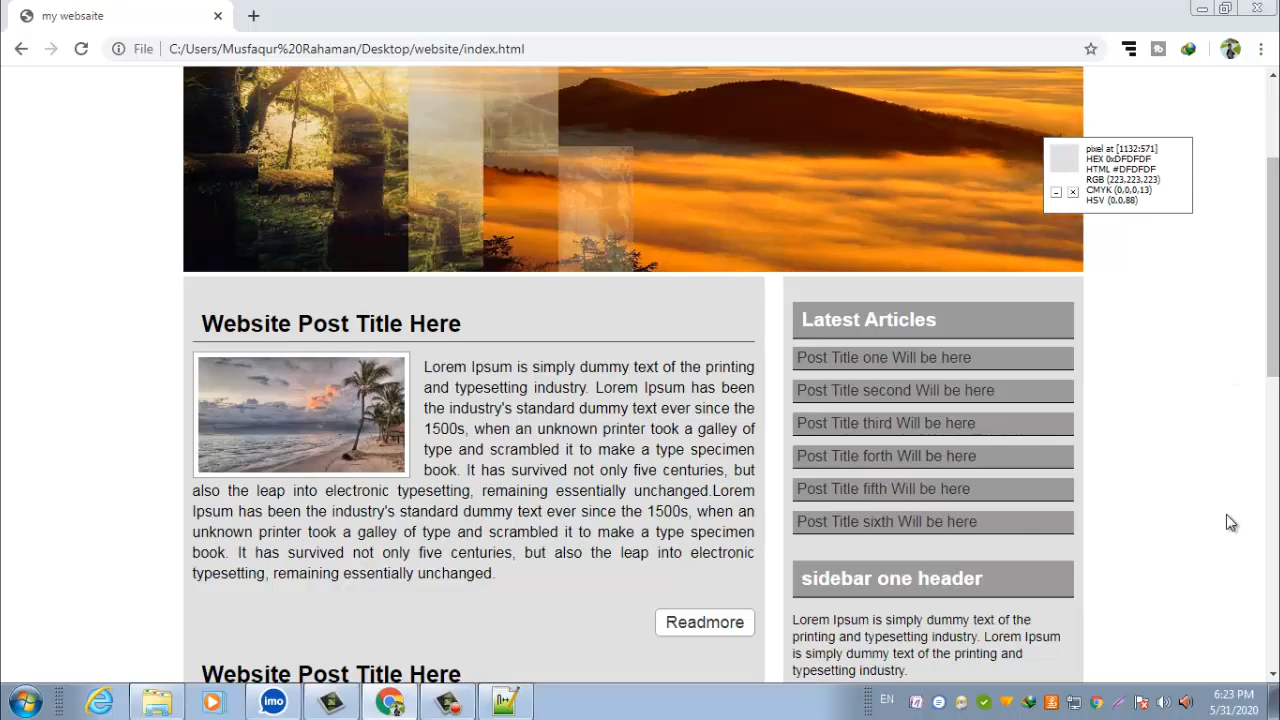 my websaite
File
C:/Users/Musfaqur%20Rahaman/Desktop/website/index.html
pixel at [1132:571]
HEX 0xDFDFDF
HTML #DFDFDF
RGB (223,223,223)
CMYK (0,0,0,13)
HSV (0,0,88)
Website Post Title Here
Lorem Ipsum is simply dummy text of the printing
and typesetting industry. Lorem Ipsum has been
the industry's standard dummy text ever since the
1500s, when an unknown printer took a galley of
type and scrambled it to make a type specimen
book. It has survived not only five centuries, but
also the leap into electronic typesetting, remaining essentially unchanged.Lorem
Ipsum has been the industry's standard dummy text ever since the 1500s, when an
unknown printer took a galley of type and scrambled it to make a type specimen
book. It has survived not only five centuries, but also the leap into electronic
typesetting, remaining essentially unchanged.
Readmore
Website Post Title Here
Latest Articles
Post Title one Will be here
Post Title second Will be here
Post Title third Will be here
Post Title forth Will be here
Post Title fifth Will be here
Post Title sixth Will be here
sidebar one header
Lorem Ipsum is simply dummy text of the
printing and typesetting industry. Lorem Ipsum
is simply dummy text of the printing and
typesetting industry.
imo
EN
6:23 PM
5/31/2020